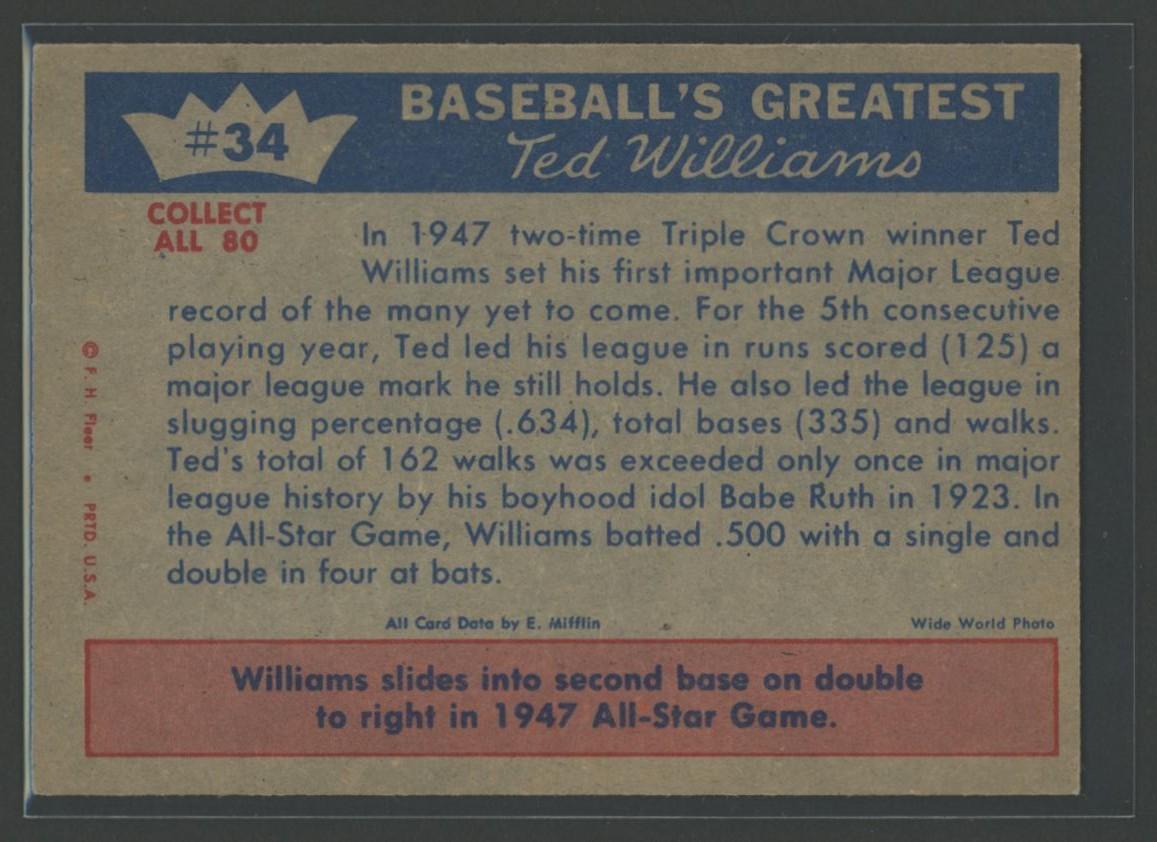 #34
BASEBALL'S GREATEST
Ted Williams
COLLECT
ALL 80
In 1947 two-time Triple Crown winner Ted
Williams set his first important Major League
record of the many yet to come. For the 5th consecutive
playing year, Ted led his league in runs scored (125) a
major league mark he still holds. He also led the league in
slugging percentage (.634), total bases (335) and walks.
Ted's total of 162 walks was exceeded only once in major
league history by his boyhood idol Babe Ruth in 1923. In
the All-Star Game, Williams batted .500 with a single and
double in four at bats.
© F. H. Fleer • PRTD. U.S.A.
All Card Data by E. Mifflin
Wide World Photo
Williams slides into second base on double
to right in 1947 All-Star Game.